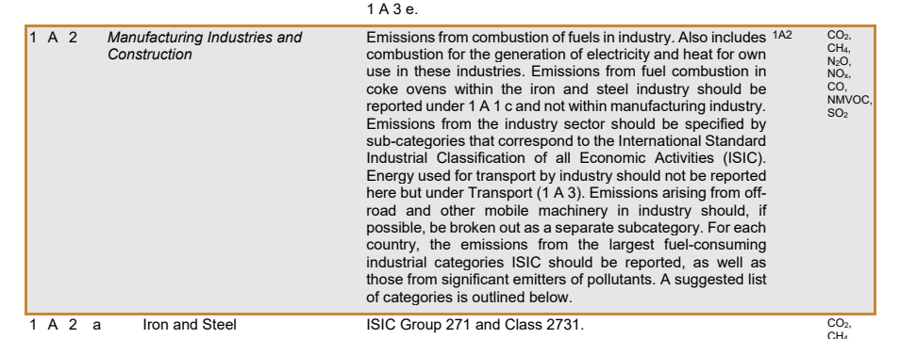 1 A 3 e.
1 A 2 Manufacturing Industries and Construction
Emissions from combustion of fuels in industry. Also includes 1A2
combustion for the generation of electricity and heat for own
use in these industries. Emissions from fuel combustion in
coke ovens within the iron and steel industry should be
reported under 1 A 1 c and not within manufacturing industry.
Emissions from the industry sector should be specified by
sub-categories that correspond to the International Standard
Industrial Classification of all Economic Activities (ISIC).
Energy used for transport by industry should not be reported
here but under Transport (1 A 3). Emissions arising from off-
road and other mobile machinery in industry should, if
possible, be broken out as a separate subcategory. For each
country, the emissions from the largest fuel-consuming
industrial categories ISIC should be reported, as well as
those from significant emitters of pollutants. A suggested list
of categories is outlined below.
CO₂,
CH₄,
N₂O,
NOₓ,
CO,
NMVOC,
SO₂
1 A 2 a Iron and Steel ISIC Group 271 and Class 2731. CO₂,
CH₄